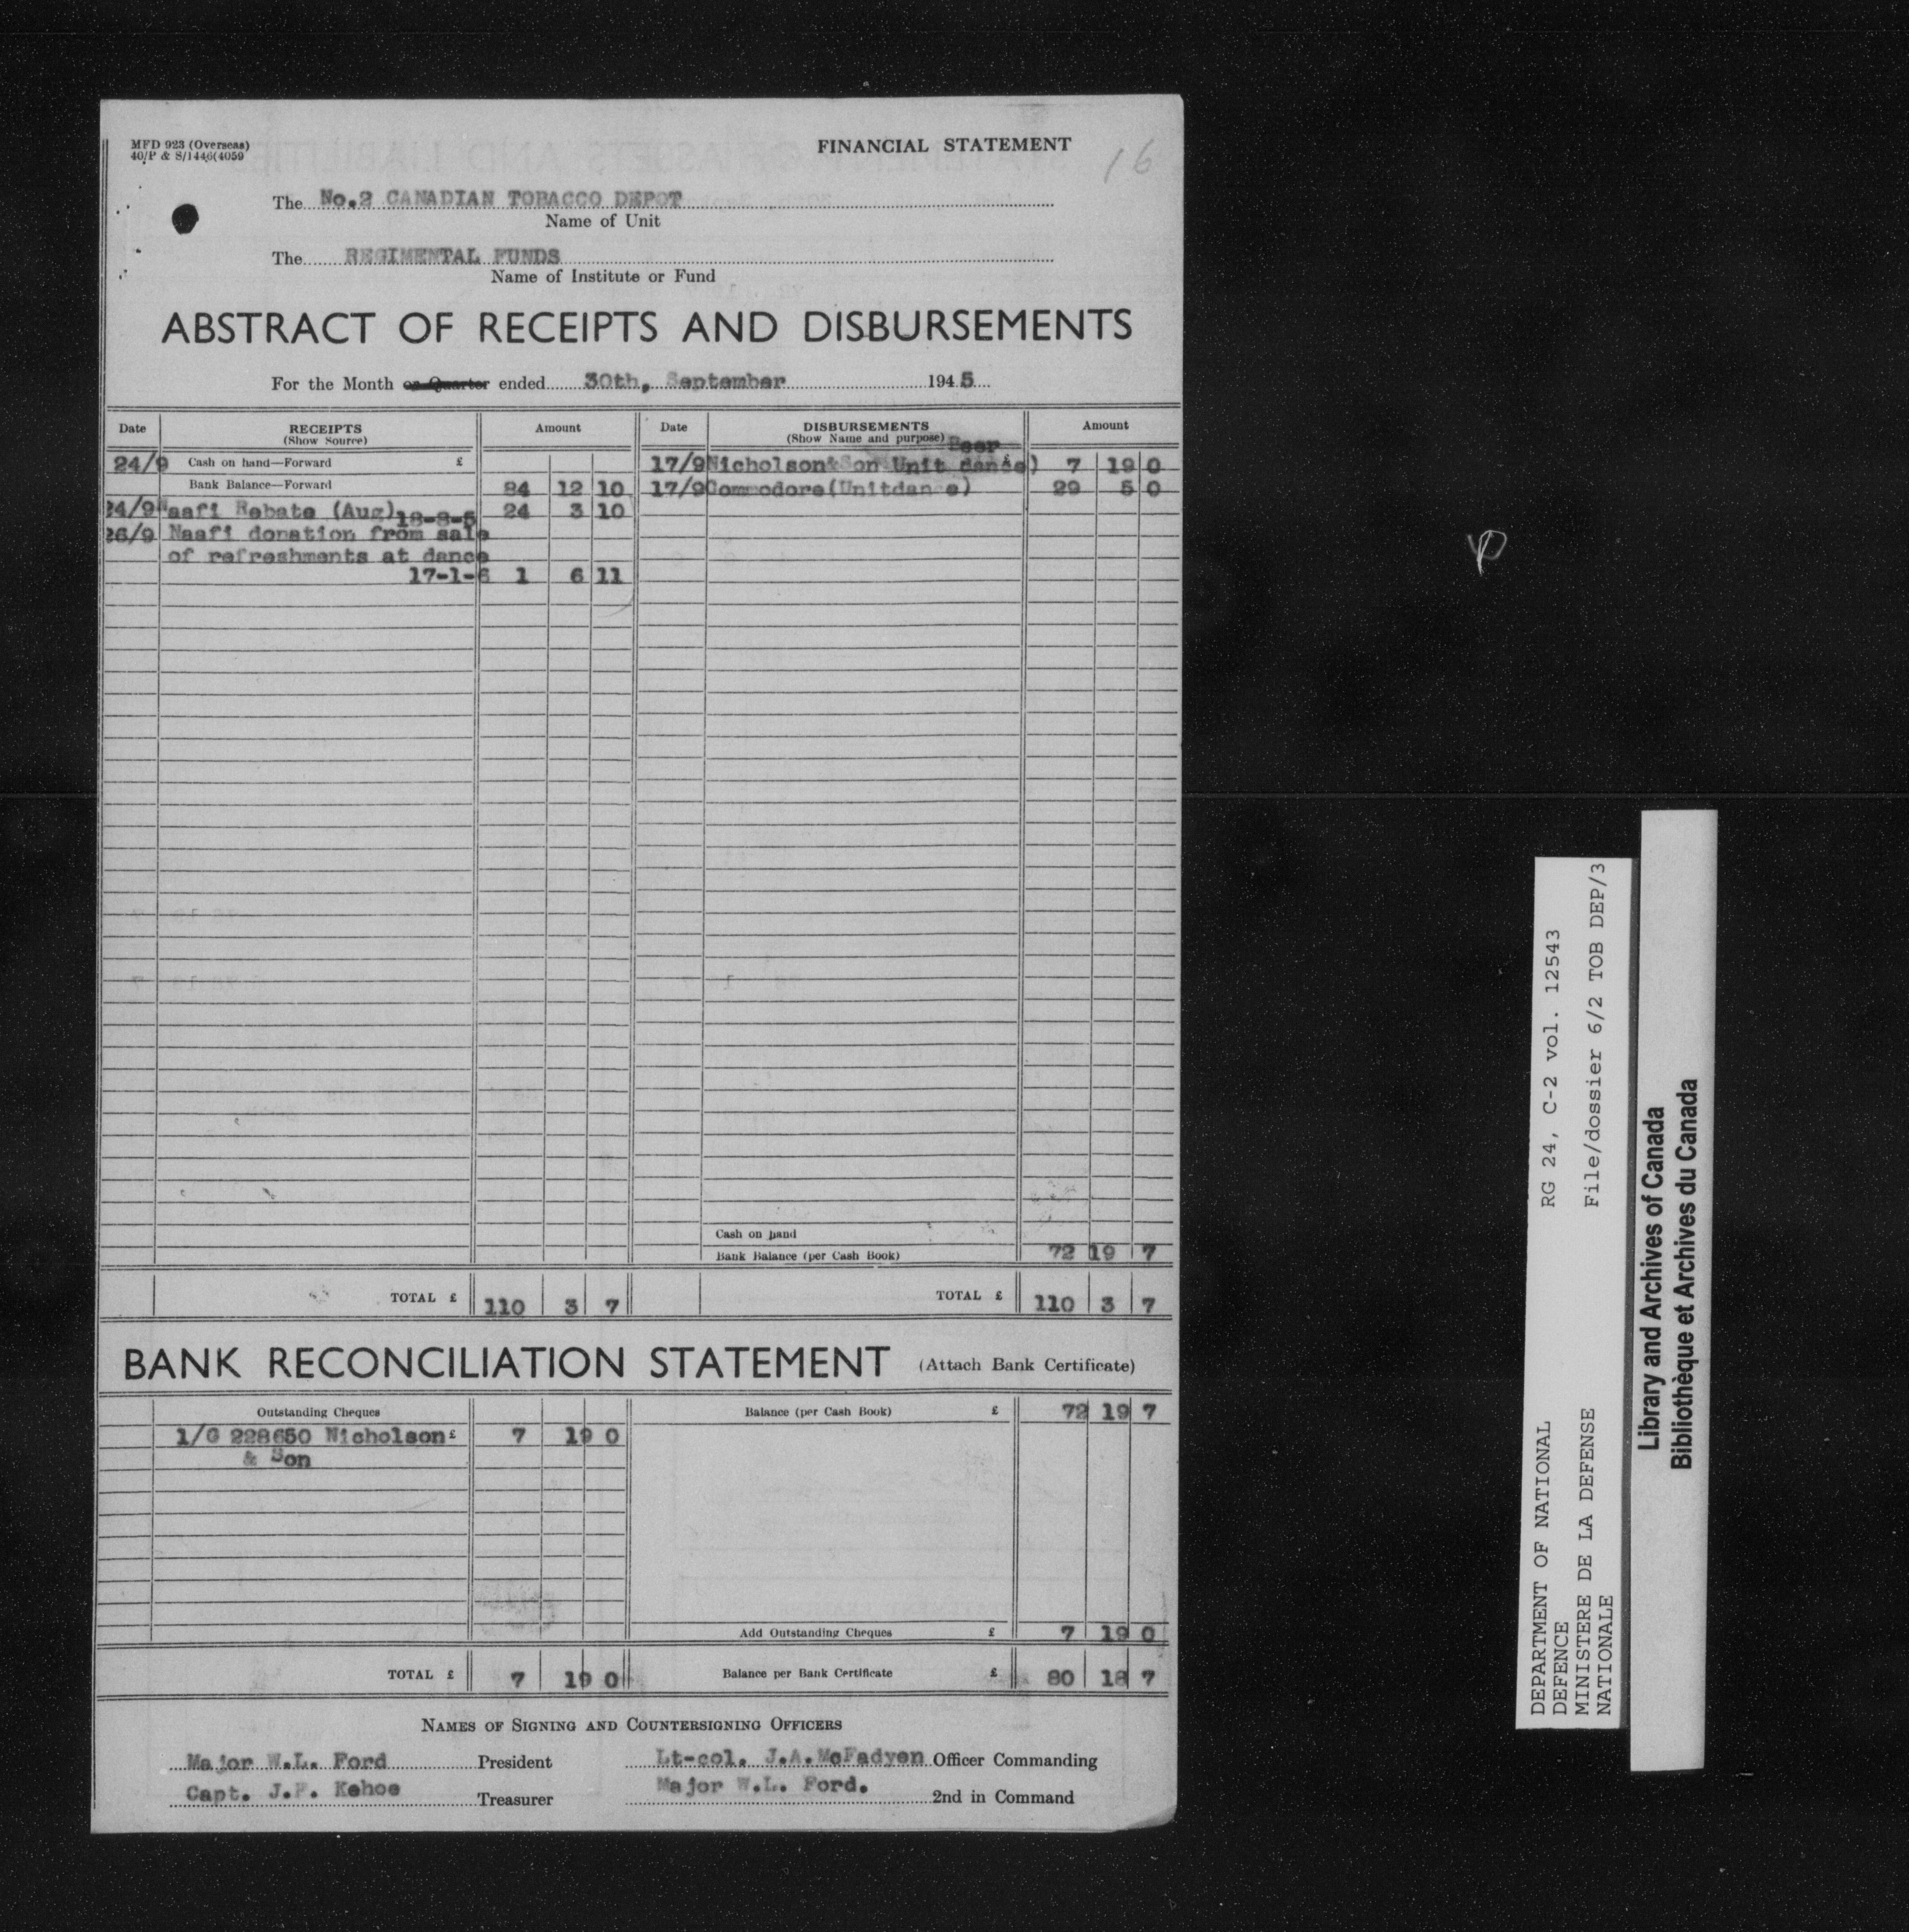 MFD 923 (Overseas)
40/P & S/1446(4059
FINANCIAL STATEMENT
16
The No.2 CANADIAN TOBACCO DEPOT
Name of Unit
The REGIMENTAL FUNDS
Name of Institute or Fund
ABSTRACT OF RECEIPTS AND DISBURSEMENTS
For the Month or Quarter ended 30th, September 1945
Date RECEIPTS (Show Source) Amount Date DISBURSEMENTS (Show Name and purpose) Amount
Beer
24/9 Cash on hand—Forward £ 17/9 Nicholson&Son Unit dance) 7 19 0
Bank Balance—Forward 84 12 10 17/9 Commodore(Unitdance) 29 5 0
24/9 Naafi Rebate (Aug) 18-8-5 24 3 10
26/9 Naafi donation from sale
of refreshments at dance
17-1-6 1 6 11
Cash on hand
Bank Balance (per Cash Book) 72 19 7
TOTAL £ 110 3 7 TOTAL £ 110 3 7
BANK RECONCILIATION STATEMENT (Attach Bank Certificate)
Outstanding Cheques Balance (per Cash Book) £ 72 19 7
1/G 228650 Nicholson £ 7 19 0
& Son
Add Outstanding Cheques £ 7 19 0
TOTAL £ 7 19 0 Balance per Bank Certificate £ 80 18 7
NAMES OF SIGNING AND COUNTERSIGNING OFFICERS
Major W.L. Ford President Lt-col. J.A.McFadyen Officer Commanding
Capt. J.F. Kehoe Treasurer Major W.L. Ford. 2nd in Command
DEPARTMENT OF NATIONAL RG 24, C-2 vol. 12543
DEFENCE
MINISTERE DE LA DEFENSE File/dossier 6/2 TOB DEP/3
NATIONALE
Library and Archives of Canada
Bibliothèque et Archives du Canada